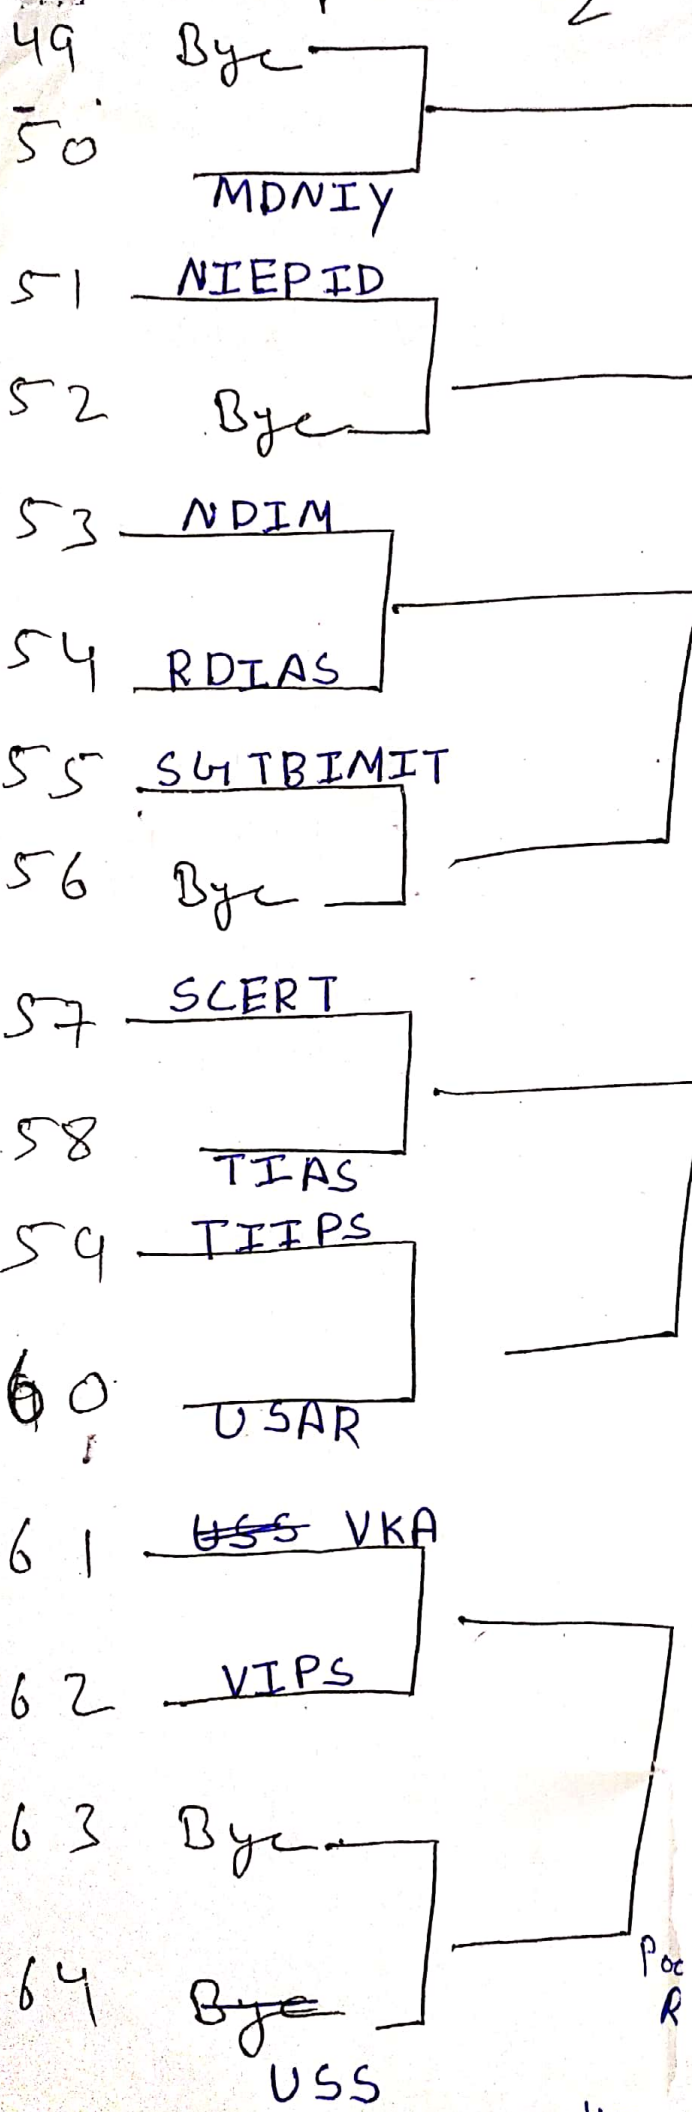 49 Bye
50
MDNIY
51 NIEPID
52 Bye
53 NDIM
54 RDIAS
55 SGTBIMIT
56 Bye
57 SCERT
58
TIAS
59 TIIPS
60
USAR
61 USS VKA
62 VIPS
63 Bye
64 Bye
USS
R